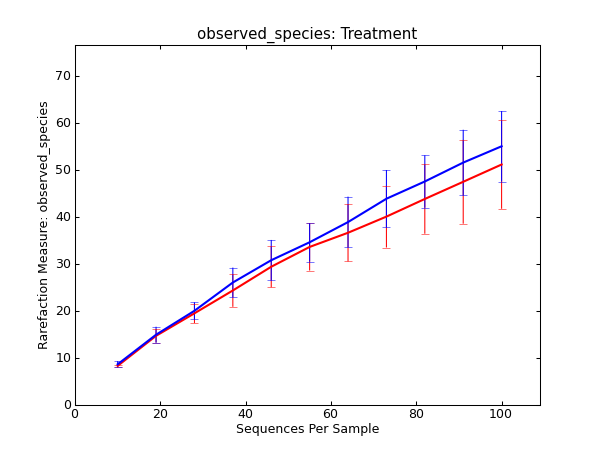 observed_species: Treatment
Rarefaction Measure: observed_species
70
60
50
40
30
20
10
0
0 20 40 60 80 100
Sequences Per Sample